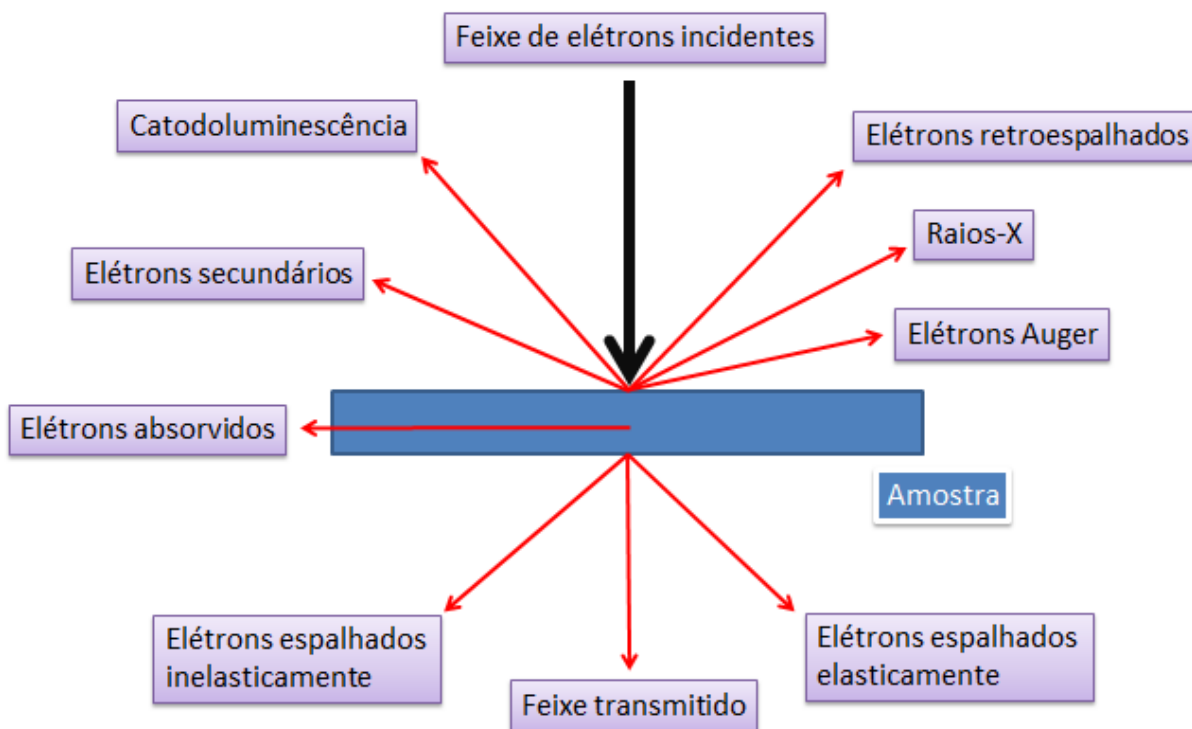 Feixe de elétrons incidentes
Catodoluminescência
Elétrons retroespalhados
Raios-X
Elétrons secundários
Elétrons Auger
Elétrons absorvidos
Amostra
Elétrons espalhados
inelasticamente
Feixe transmitido
Elétrons espalhados
elasticamente